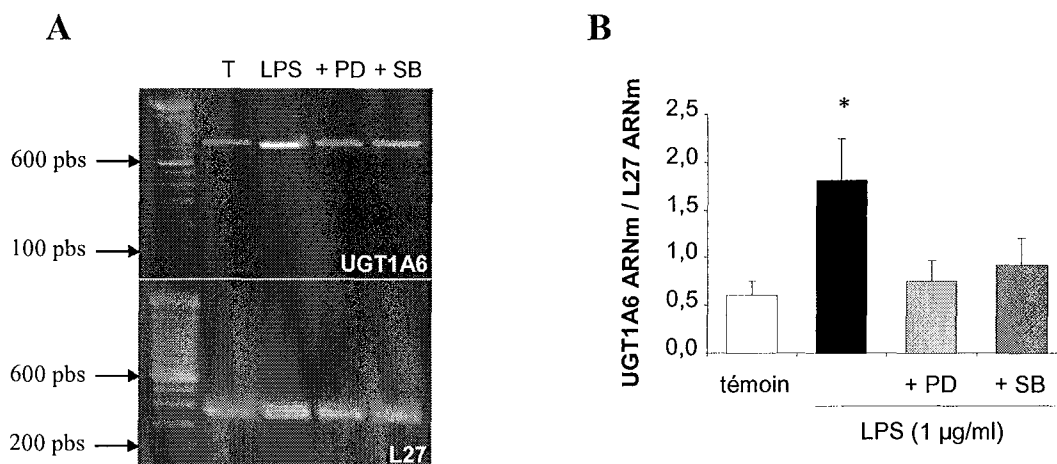 A
T LPS + PD + SB
600 pbs
100 pbs
UGT1A6
600 pbs
200 pbs
L27
B
UGT1A6 ARNm / L27 ARNm
2,5
2,0
1,5
1,0
0,5
0,0
*
témoin
+ PD
+ SB
LPS (1 µg/ml)